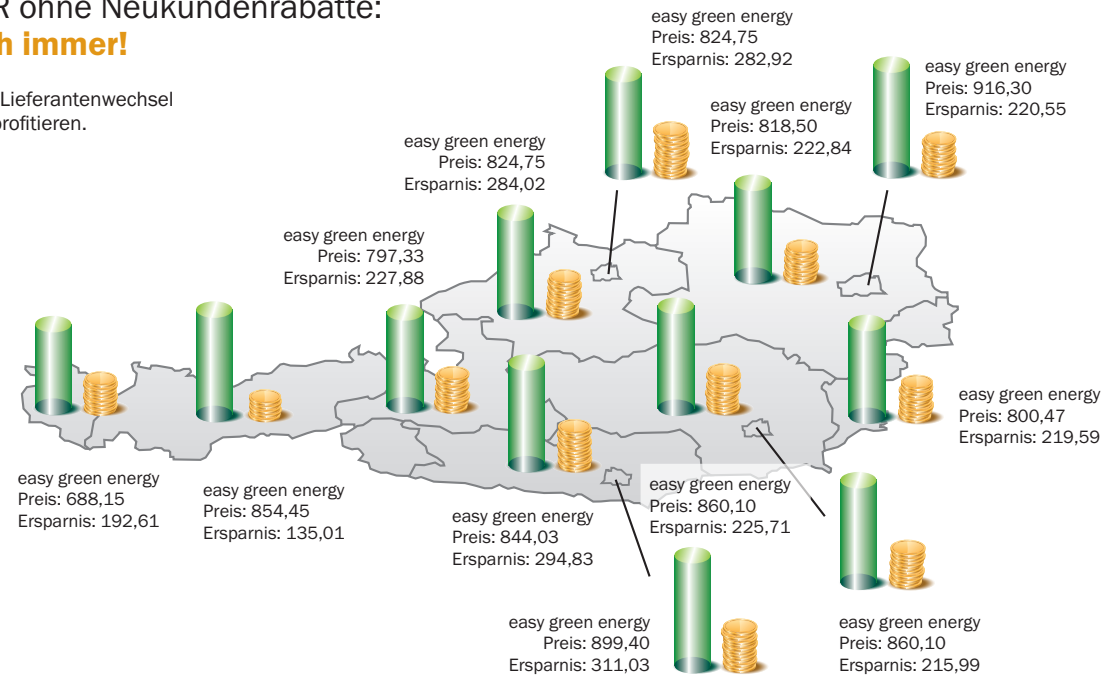 R ohne Neukundenrabatte:
h immer!
Lieferantenwechsel
profitieren.
easy green energy
Preis: 824,75
Ersparnis: 282,92
easy green energy
Preis: 916,30
Ersparnis: 220,55
easy green energy
Preis: 818,50
Ersparnis: 222,84
easy green energy
Preis: 824,75
Ersparnis: 284,02
easy green energy
Preis: 797,33
Ersparnis: 227,88
easy green energy
Preis: 800,47
Ersparnis: 219,59
easy green energy
Preis: 688,15
Ersparnis: 192,61
easy green energy
Preis: 854,45
Ersparnis: 135,01
easy green energy
Preis: 844,03
Ersparnis: 294,83
easy green energy
Preis: 860,10
Ersparnis: 225,71
easy green energy
Preis: 899,40
Ersparnis: 311,03
easy green energy
Preis: 860,10
Ersparnis: 215,99